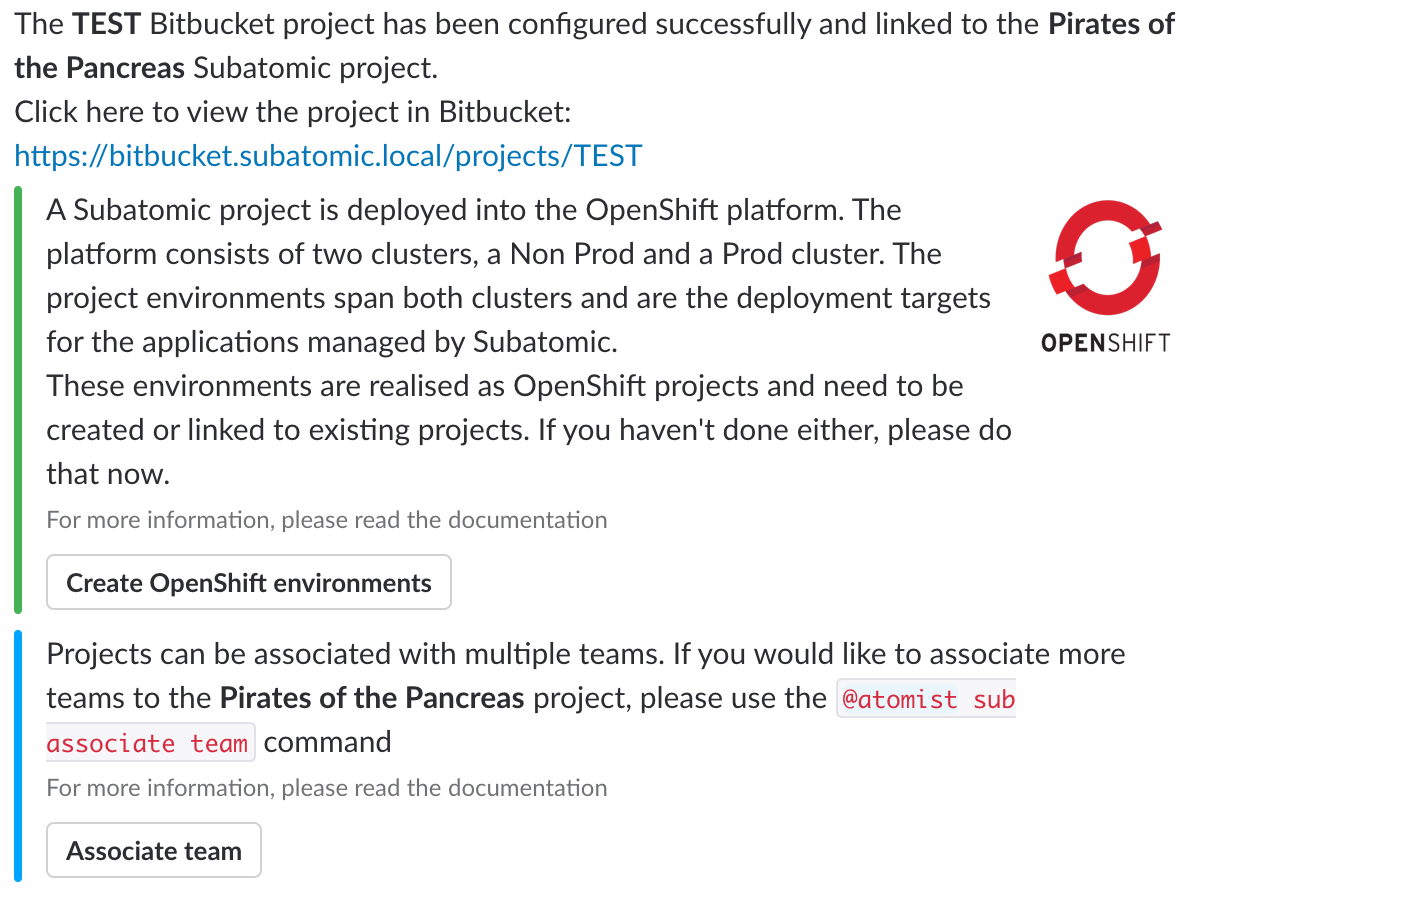 The TEST Bitbucket project has been configured successfully and linked to the Pirates of
the Pancreas Subatomic project.
Click here to view the project in Bitbucket:
https://bitbucket.subatomic.local/projects/TEST
A Subatomic project is deployed into the OpenShift platform. The
platform consists of two clusters, a Non Prod and a Prod cluster. The
project environments span both clusters and are the deployment targets
for the applications managed by Subatomic.
These environments are realised as OpenShift projects and need to be
created or linked to existing projects. If you haven't done either, please do
that now.
For more information, please read the documentation
Create OpenShift environments
OPENSHIFT
Projects can be associated with multiple teams. If you would like to associate more
teams to the Pirates of the Pancreas project, please use the @atomist sub
associate team command
For more information, please read the documentation
Associate team